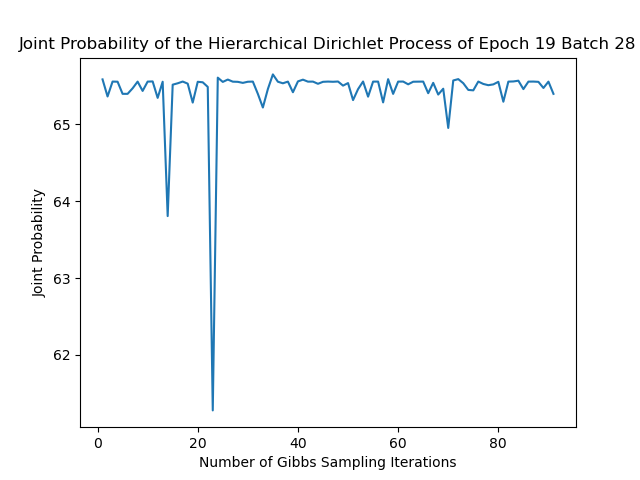 Joint Probability of the Hierarchical Dirichlet Process of Epoch 19 Batch 28
Joint Probability
65
64
63
62
0 20 40 60 80
Number of Gibbs Sampling Iterations